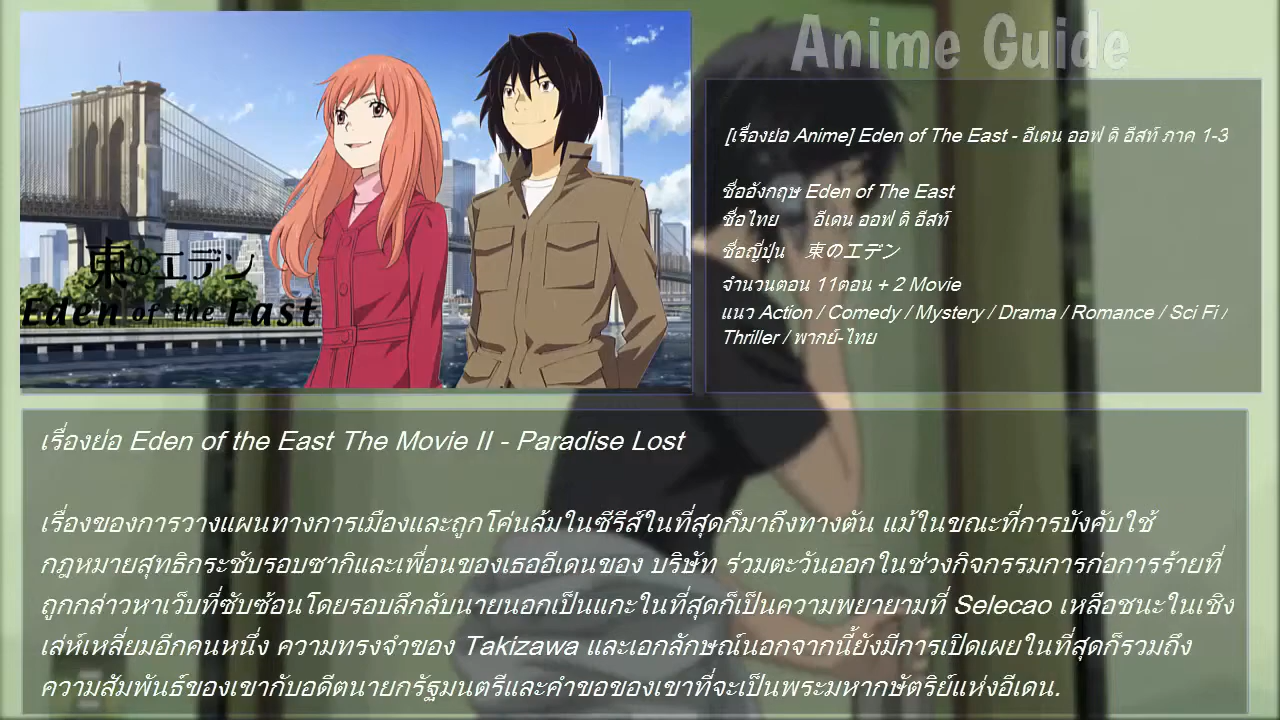 Anime Guide
東のエデン
Eden of the East
[เรื่องย่อ Anime] Eden of The East - อีเดน ออฟ ดิ อีสท์ ภาค 1-3
ชื่ออังกฤษ Eden of The East
ชื่อไทย อีเดน ออฟ ดิ อีสท์
ชื่อญี่ปุ่น 東のエデン
จำนวนตอน 11ตอน + 2 Movie
แนว Action / Comedy / Mystery / Drama / Romance / Sci Fi /
Thriller / พากย์-ไทย
เรื่องย่อ Eden of the East The Movie II - Paradise Lost
เรื่องของการวางแผนทางการเมืองและถูกโค่นล้มในซีรีส์ในที่สุดก็มาถึงทางตัน แม้ในขณะที่การบังคับใช้
กฎหมายสุทธิกระชับรอบซากิและเพื่อนของเธออีเดนของ บริษัท ร่วมตะวันออกในช่วงกิจกรรมการก่อการร้ายที่
ถูกกล่าวหาเว็บที่ซับซ้อนโดยรอบลึกลับนายนอกเป็นแกะในที่สุดก็เป็นความพยายามที่ Selecao เหลือชนะในเชิง
เล่ห์เหลี่ยมอีกคนหนึ่ง ความทรงจำของ Takizawa และเอกลักษณ์นอกจากนี้ยังมีการเปิดเผยในที่สุดก็รวมถึง
ความสัมพันธ์ของเขากับอดีตนายกรัฐมนตรีและคำขอของเขาที่จะเป็นพระมหากษัตริย์แห่งอีเดน.